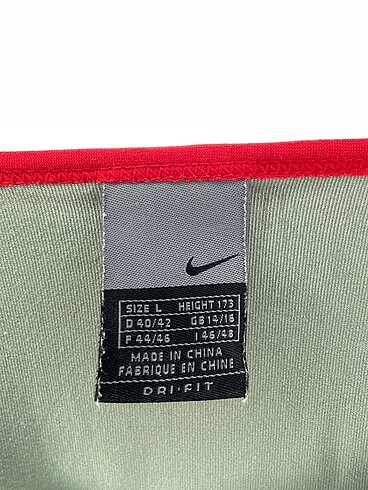 SIZE L HEIGHT 173
D 40/42 GB 14/16
F 44/46 I 46/48
MADE IN CHINA
FABRIQUE EN CHINE
DRI·FIT